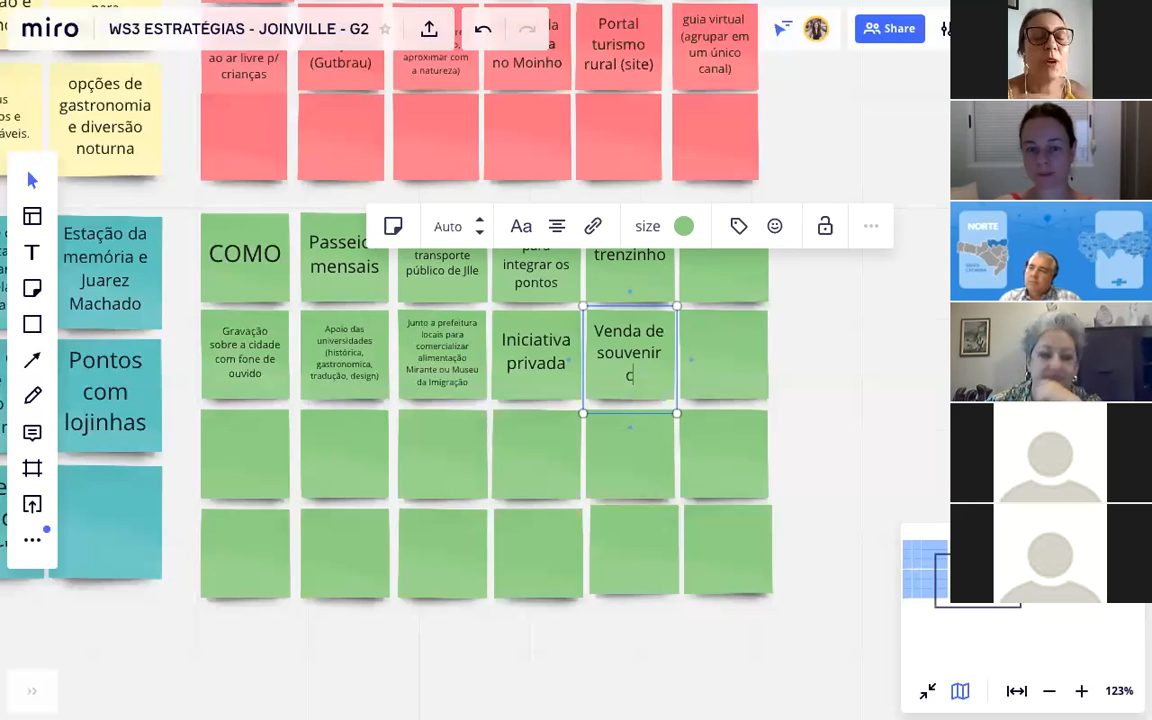 miro
WS3 ESTRATÉGIAS - JOINVILLE - G2
Share
ao ar livre p/
crianças
(Gutbrau)
aproximar com
a natureza)
no Moinho
Portal
turismo
rural (site)
guia virtual
(agrupar em
um único
canal)
opções de
gastronomia
e diversão
noturna
Auto
Aa
size
Estação da
memória e
Juarez
Machado
Pontos
com
lojinhas
COMO
Passeio
mensais
transporte
público de Jlle
para
integrar os
pontos
trenzinho
Gravação
sobre a cidade
com fone de
ouvido
Apoio das
universidades
(histórica,
gastronomica,
tradução, design)
Junto a prefeitura
locais para
comercializar
alimentação
Mirante ou Museu
da Imigração
Iniciativa
privada
Venda de
souvenir
c
NORTE
123%